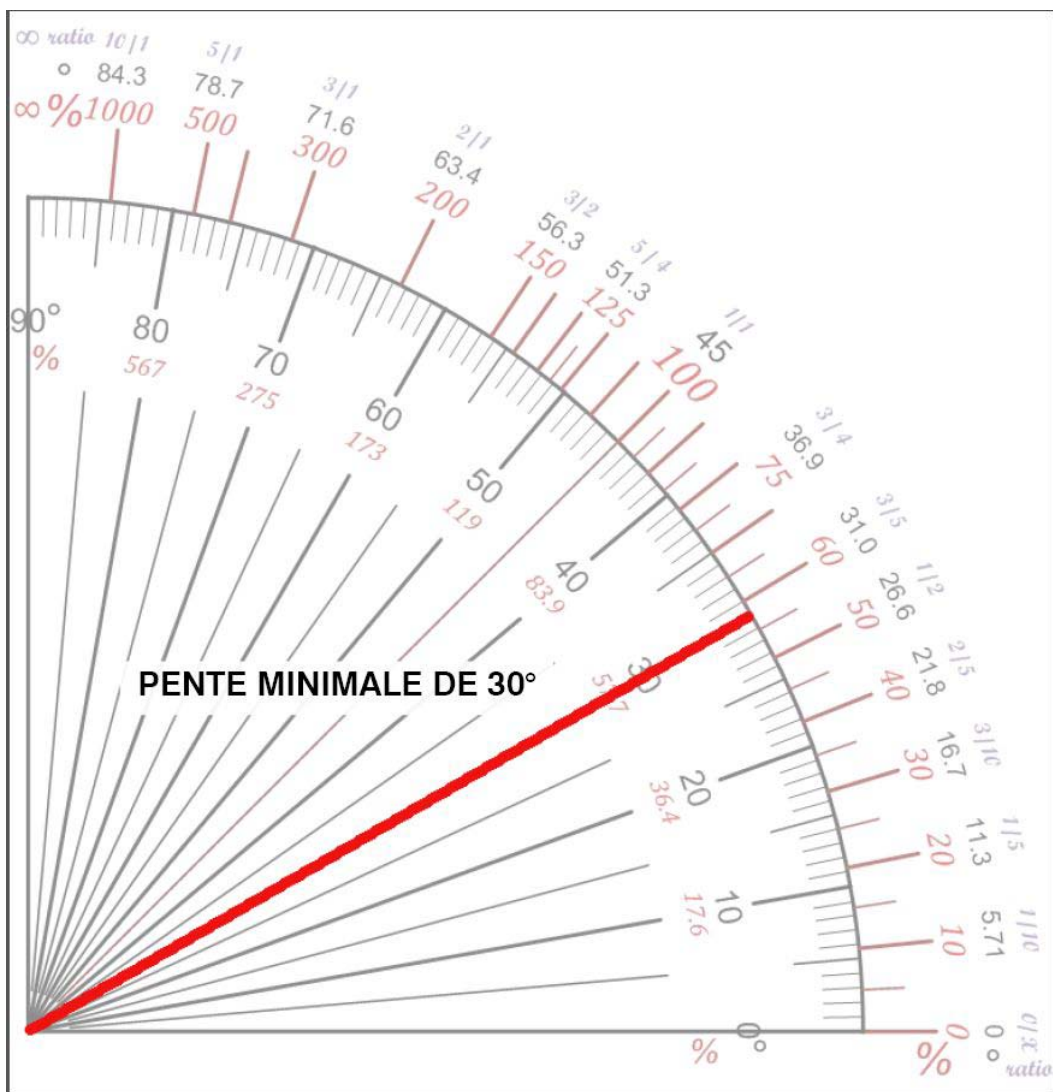 ∞ ratio 10|1 5|1 3|1 2|1 3|2 5|4 1|1 3|4 3|5 1|2 2|5 3|10 1|5 1|10 0|X ratio
° 84.3 78.7 71.6 63.4 56.3 51.3 45 36.9 31.0 26.6 21.8 16.7 11.3 5.71 0 °
∞ % 1000 500 300 200 150 125 100 75 60 50 40 30 20 10 0 %
90° 80 70 60 50 40 30 20 10 0°
% 567 275 173 119 83.9 36.4 17.6 %
PENTE MINIMALE DE 30°